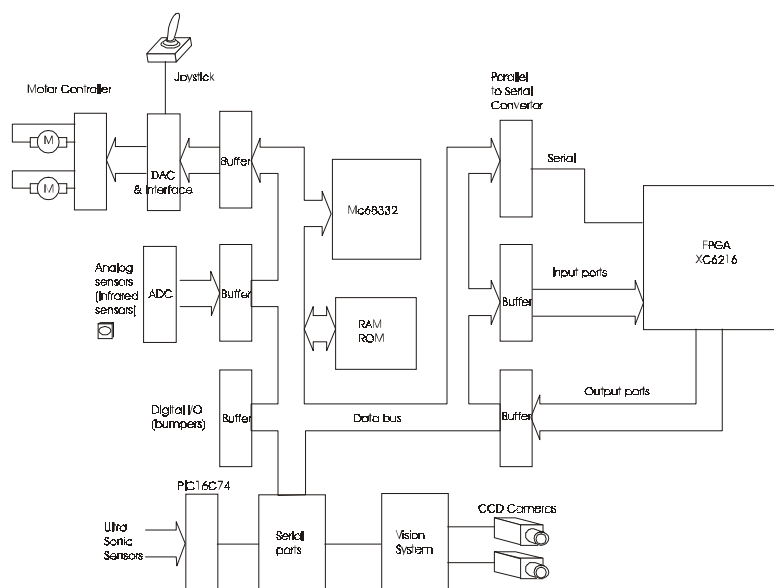 Joystick
Motor Controller
M
M
DAC
& Interface
Buffer
Mc68332
Parallel
to Serial
Convertor
Serial
FPGA
XC6216
Analog
sensors
(Infrared
sensors)
ADC
Buffer
RAM
ROM
Buffer
Input ports
Digital I/O
(bumpers)
Buffer
Data bus
Buffer
Output ports
PIC16C74
Ultra
Sonic
Sensors
Serial
ports
Vision
System
CCD Cameras